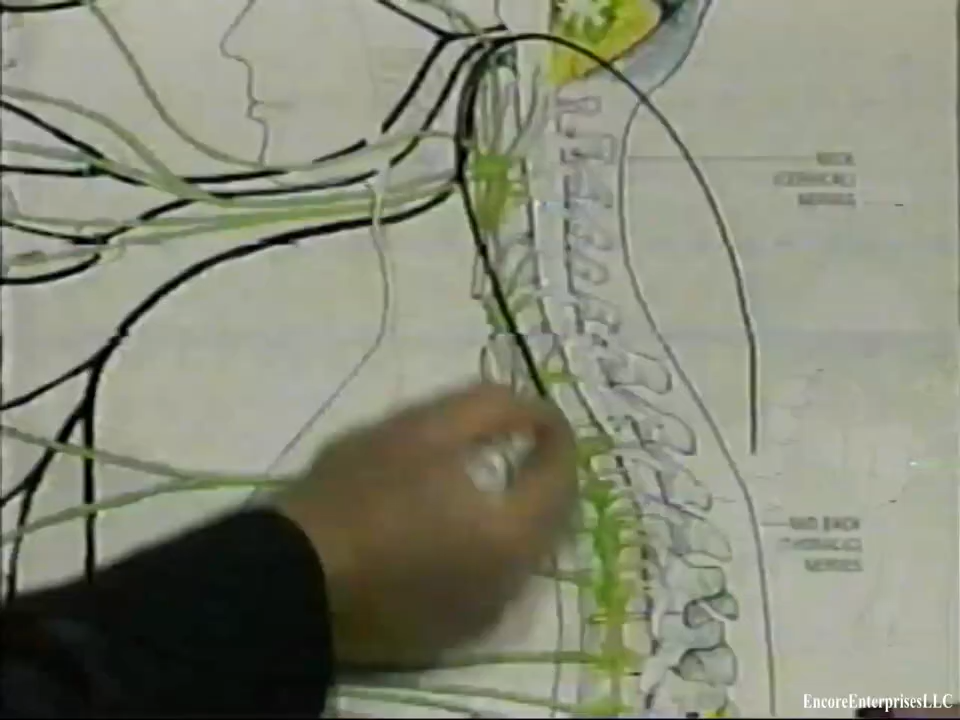 NECK
(CERVICAL)
NERVES
MID BACK
(THORACIC)
NERVES
EncoreEnterprisesLLC